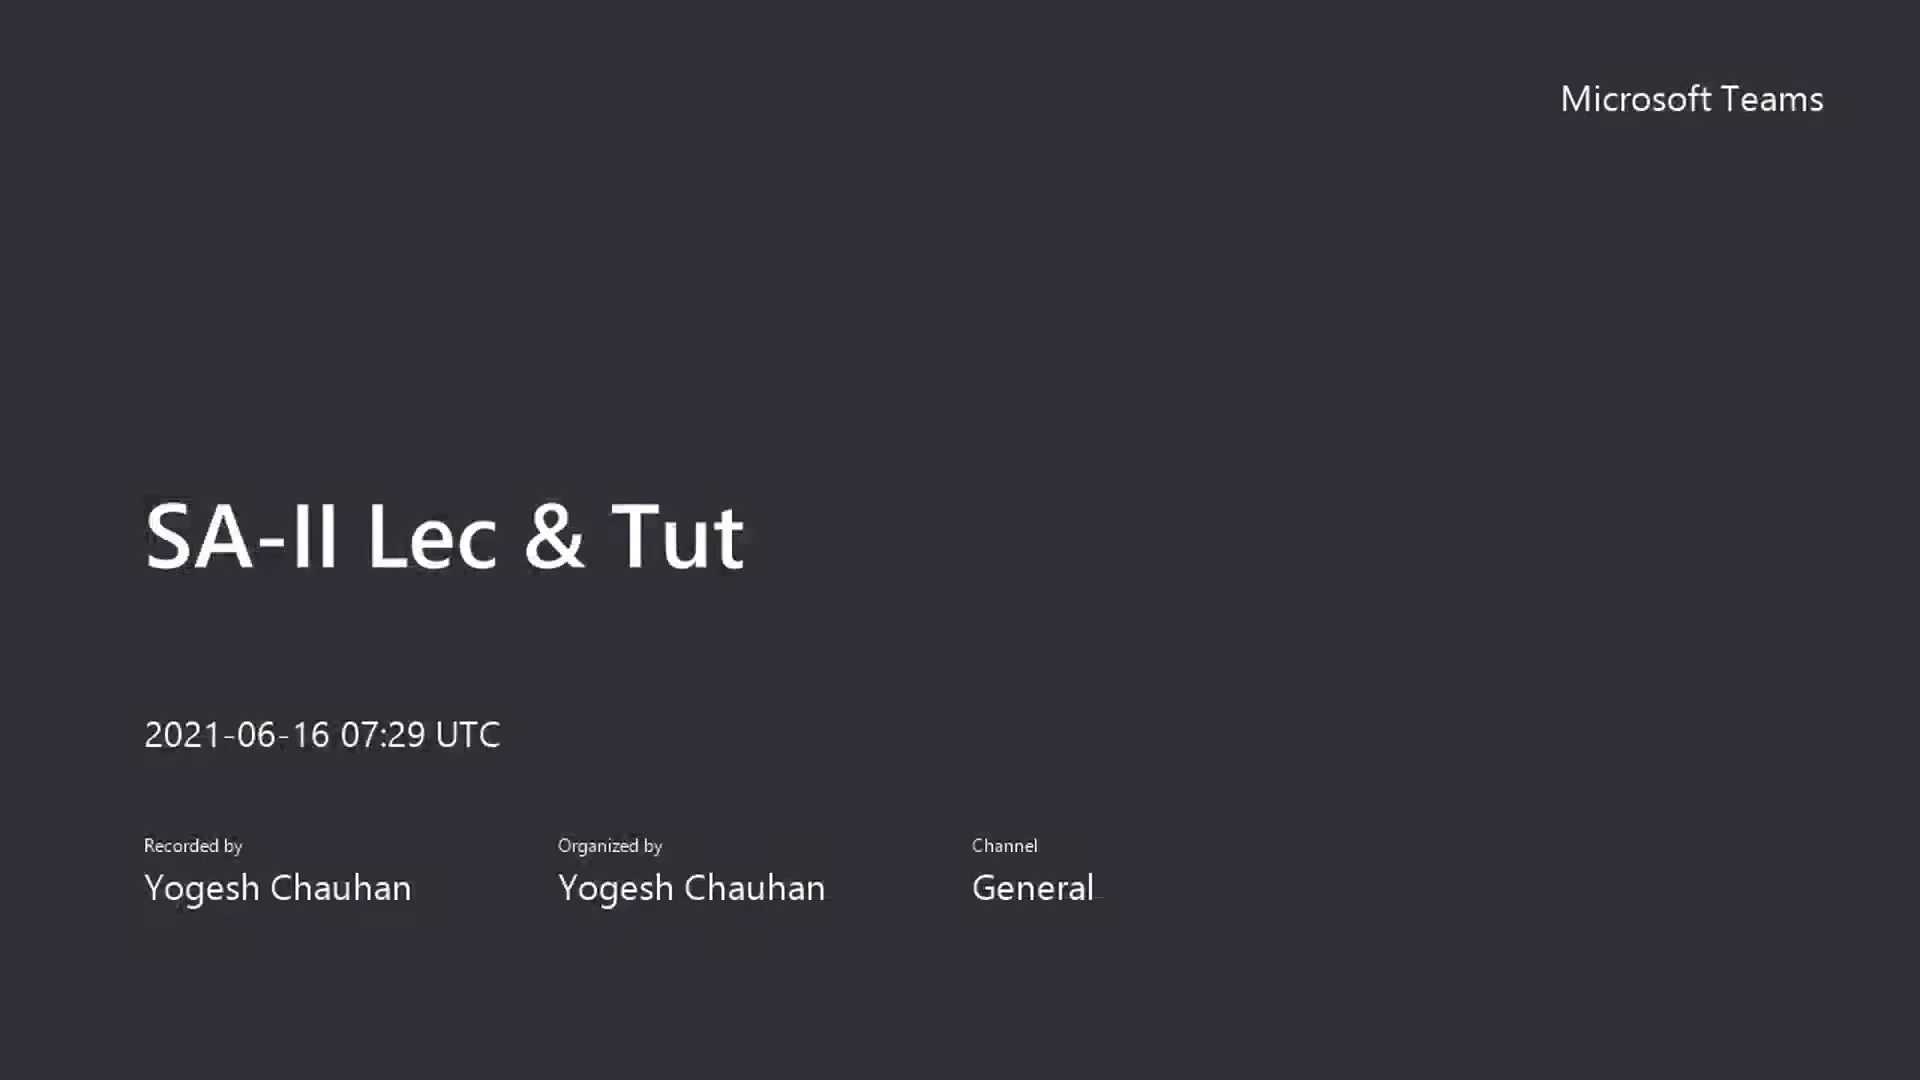 Microsoft Teams
SA-II Lec & Tut
2021-06-16 07:29 UTC
Recorded by
Yogesh Chauhan
Organized by
Yogesh Chauhan
Channel
General